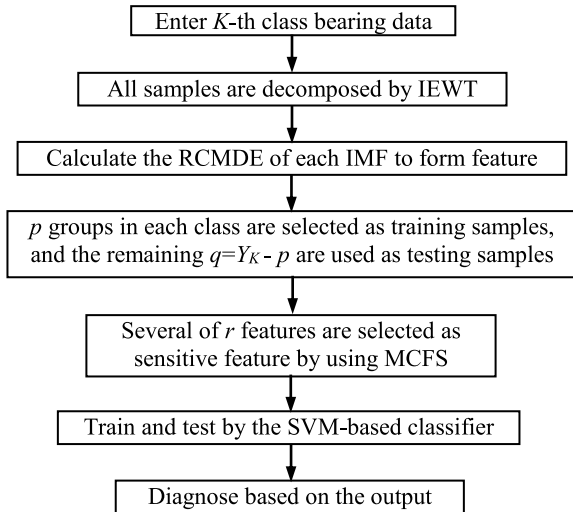 Enter K-th class bearing data
All samples are decomposed by IEWT
Calculate the RCMDE of each IMF to form feature
p groups in each class are selected as training samples,
and the remaining q=Y_K - p are used as testing samples
Several of r features are selected as
sensitive feature by using MCFS
Train and test by the SVM-based classifier
Diagnose based on the output